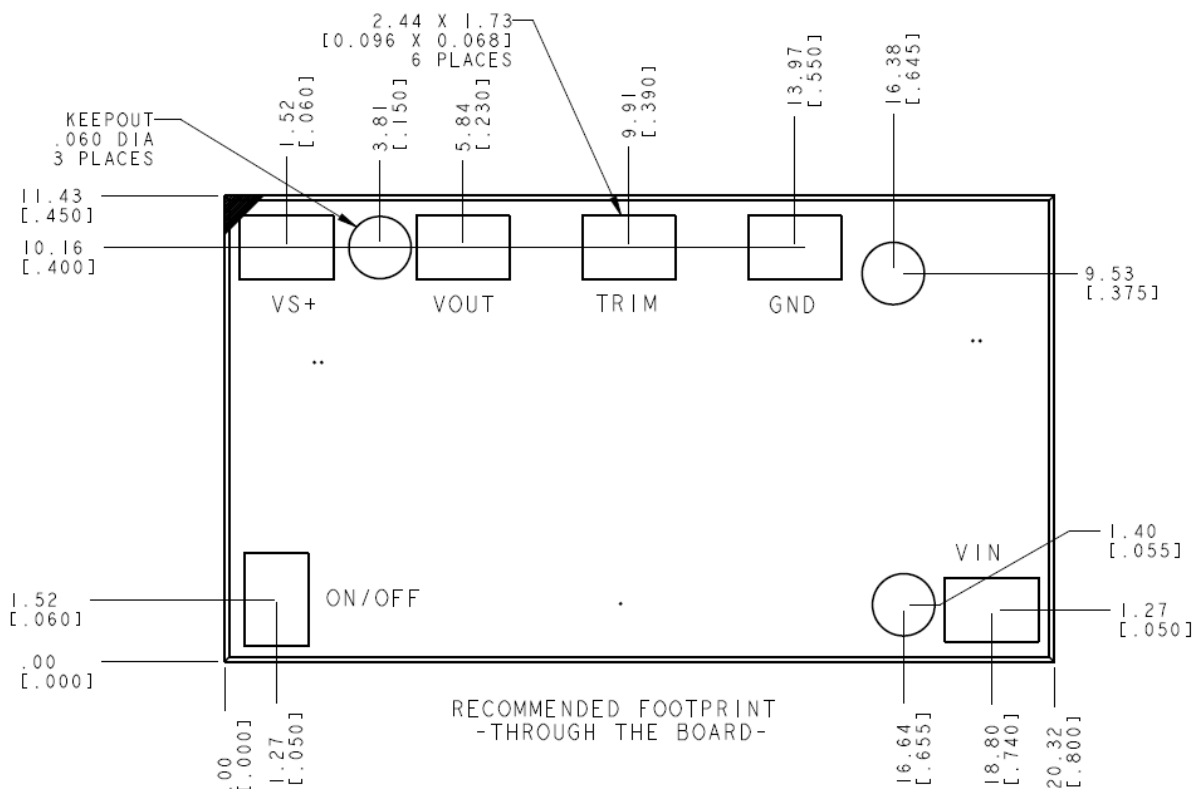 2.44 X 1.73
[0.096 X 0.068]
6 PLACES
KEEPOUT
.060 DIA
3 PLACES
1.52
[.060]
3.81
[.150]
5.84
[.230]
9.91
[.390]
13.97
[.550]
16.38
[.645]
11.43
[.450]
10.16
[.400]
9.53
[.375]
VS+
VOUT
TRIM
GND
1.40
[.055]
VIN
1.52
[.060]
ON/OFF
1.27
[.050]
.00
[.000]
RECOMMENDED FOOTPRINT
-THROUGH THE BOARD-
.00
[.000]
1.27
[.050]
16.64
[.655]
18.80
[.740]
20.32
[.800]